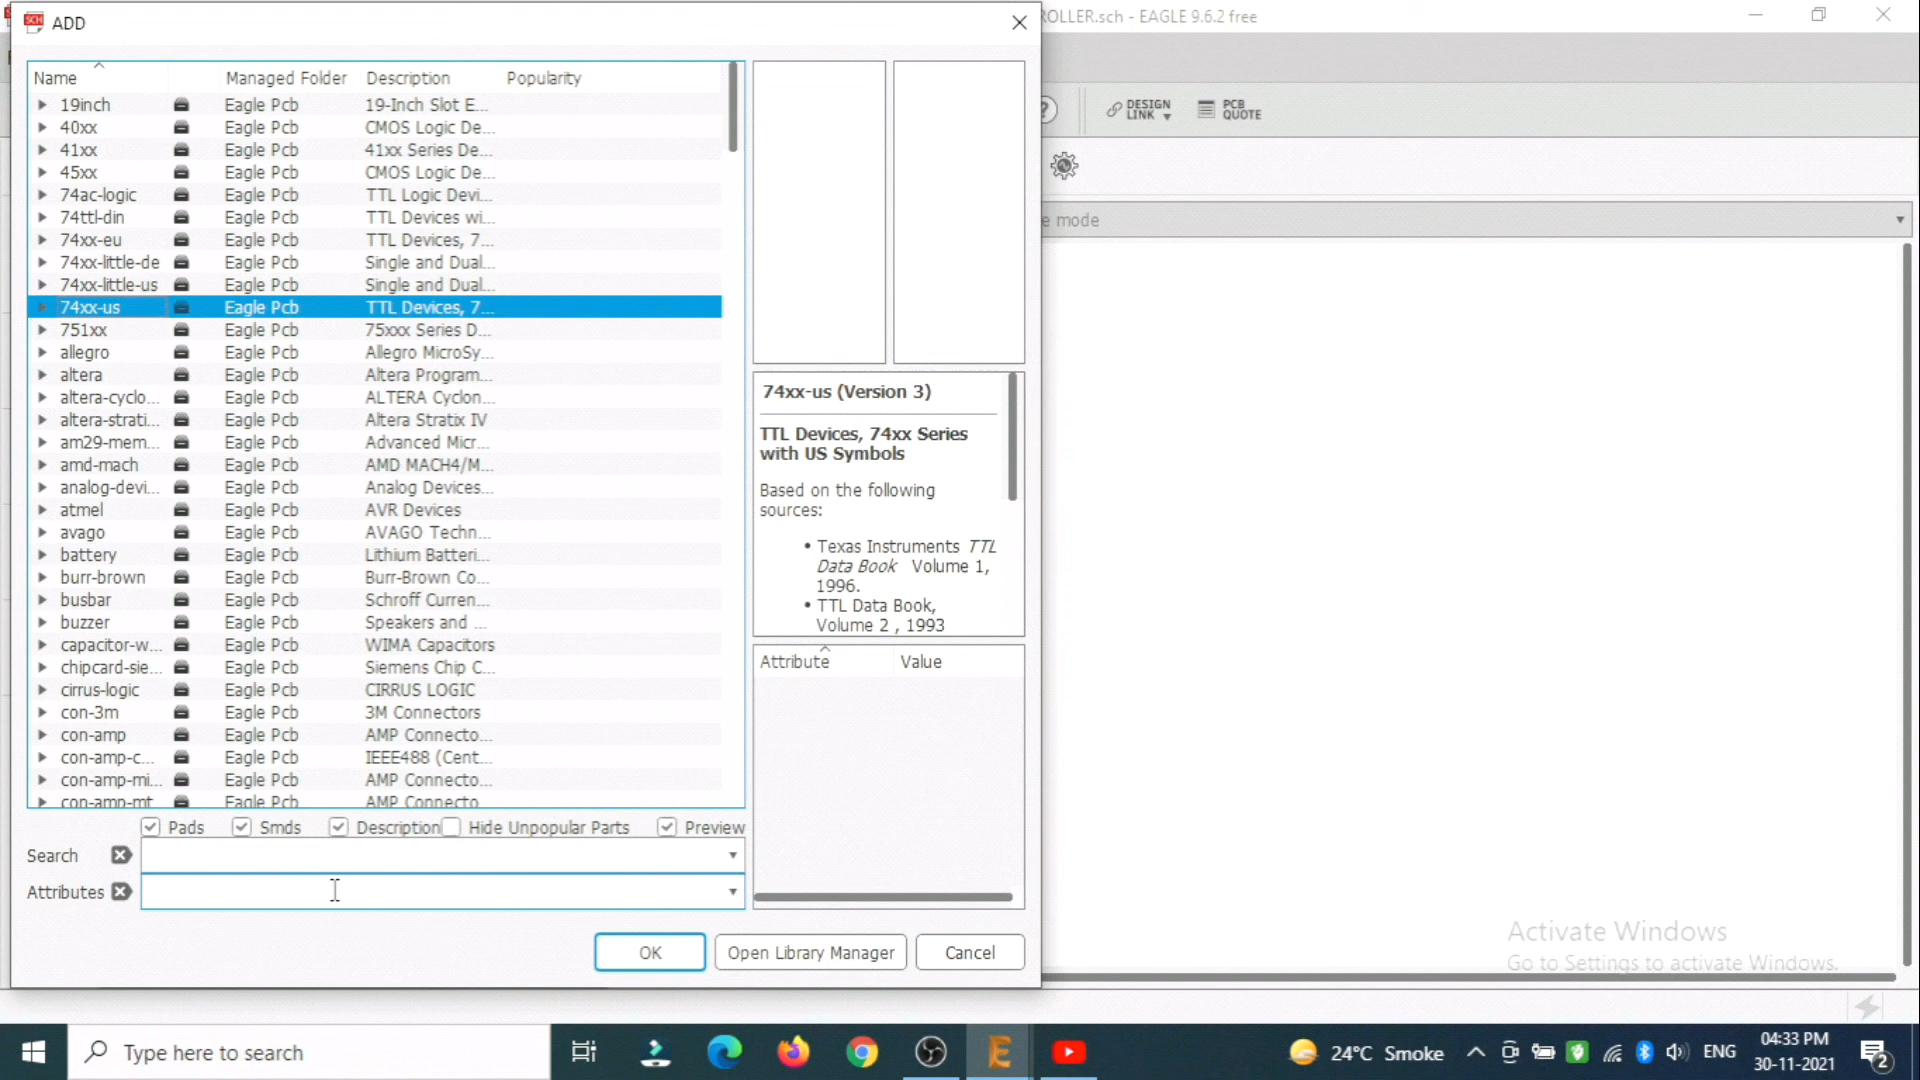 SCH ADD
ROLLER.sch - EAGLE 9.6.2 free
Name Managed Folder Description Popularity
19inch Eagle Pcb 19-Inch Slot E...
40xx Eagle Pcb CMOS Logic De...
41xx Eagle Pcb 41xx Series De...
45xx Eagle Pcb CMOS Logic De...
74ac-logic Eagle Pcb TTL Logic Devi...
74ttl-din Eagle Pcb TTL Devices wi...
74xx-eu Eagle Pcb TTL Devices, 7...
74xx-little-de Eagle Pcb Single and Dual...
74xx-little-us Eagle Pcb Single and Dual...
74xx-us Eagle Pcb TTL Devices, 7...
751xx Eagle Pcb 75xxx Series D...
allegro Eagle Pcb Allegro MicroSy...
altera Eagle Pcb Altera Program...
altera-cyclo... Eagle Pcb ALTERA Cyclon...
altera-strati... Eagle Pcb Altera Stratix IV
am29-mem... Eagle Pcb Advanced Micr...
amd-mach Eagle Pcb AMD MACH4/M...
analog-devi... Eagle Pcb Analog Devices...
atmel Eagle Pcb AVR Devices
avago Eagle Pcb AVAGO Techn...
battery Eagle Pcb Lithium Batteri...
burr-brown Eagle Pcb Burr-Brown Co...
busbar Eagle Pcb Schroff Curren...
buzzer Eagle Pcb Speakers and ...
capacitor-w... Eagle Pcb WIMA Capacitors
chipcard-sie... Eagle Pcb Siemens Chip C...
cirrus-logic Eagle Pcb CIRRUS LOGIC
con-3m Eagle Pcb 3M Connectors
con-amp Eagle Pcb AMP Connecto...
con-amp-c... Eagle Pcb IEEE488 (Cent...
con-amp-mi... Eagle Pcb AMP Connecto...
con-amp-mt Eagle Pcb AMP Connecto
Pads Smds Description Hide Unpopular Parts Preview
Search
Attributes
OK Open Library Manager Cancel
74xx-us (Version 3)
TTL Devices, 74xx Series
with US Symbols
Based on the following
sources:
• Texas Instruments TTL
Data Book Volume 1,
1996.
• TTL Data Book,
Volume 2 , 1993
Attribute Value
? DESIGN
LINK
PCB
QUOTE
e mode
Activate Windows
Go to Settings to activate Windows.
Type here to search
24°C Smoke
ENG
04:33 PM
30-11-2021
2